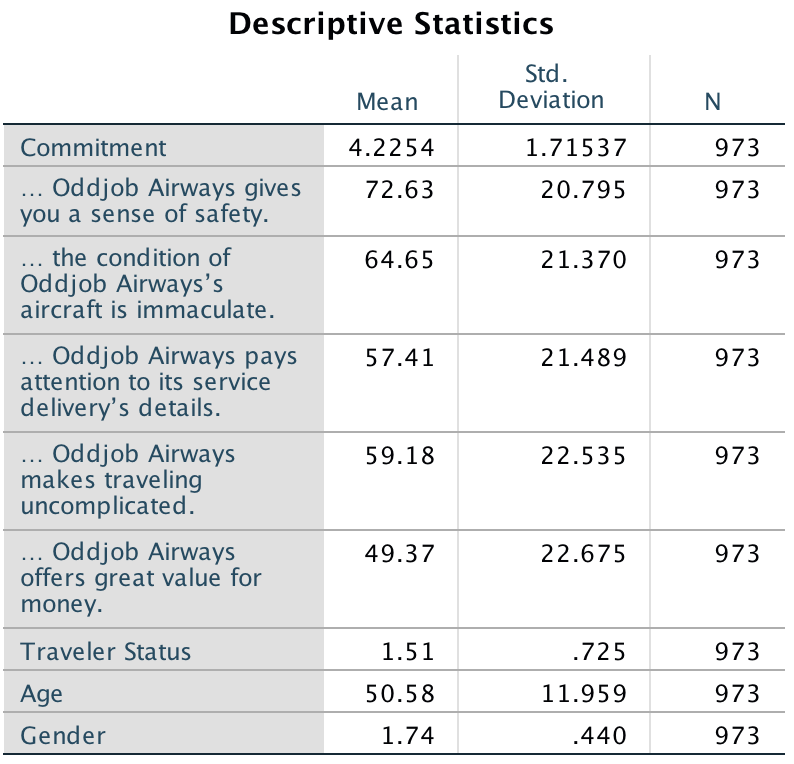 Descriptive Statistics
Mean Std. Deviation N
Commitment 4.2254 1.71537 973
… Oddjob Airways gives 72.63 20.795 973
you a sense of safety.
… the condition of 64.65 21.370 973
Oddjob Airways’s
aircraft is immaculate.
… Oddjob Airways pays 57.41 21.489 973
attention to its service
delivery’s details.
… Oddjob Airways 59.18 22.535 973
makes traveling
uncomplicated.
… Oddjob Airways 49.37 22.675 973
offers great value for
money.
Traveler Status 1.51 .725 973
Age 50.58 11.959 973
Gender 1.74 .440 973